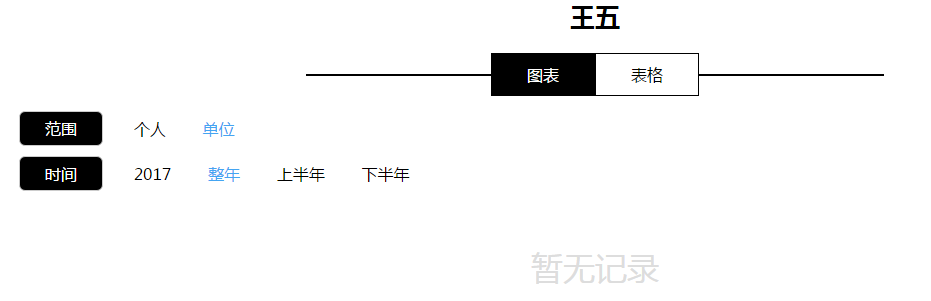 王五
图表 表格
范围 个人 单位
时间 2017 整年 上半年 下半年
暂无记录